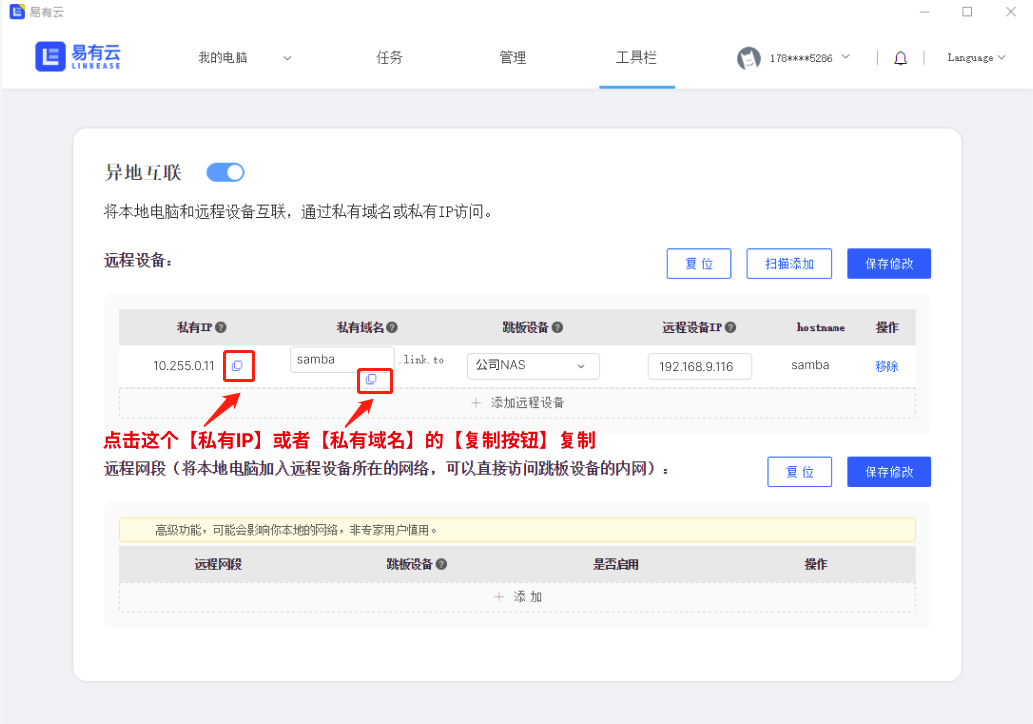 易有云
易有云
LINKEASE
我的电脑
任务
管理
工具栏
178****5286
Language
异地互联
将本地电脑和远程设备互联，通过私有域名或私有IP访问。
远程设备：
复 位
扫描添加
保存修改
私有IP
私有域名
跳板设备
远程设备IP
hostname
操作
10.255.0.11
samba
.link.to
公司NAS
192.168.9.116
samba
移除
添加远程设备
点击这个【私有IP】或者【私有域名】的【复制按钮】复制
远程网段（将本地电脑加入远程设备所在的网络，可以直接访问跳板设备的内网）：
复 位
保存修改
高级功能，可能会影响你本地的网络，非专家用户慎用。
远程网段
跳板设备
是否启用
操作
添 加